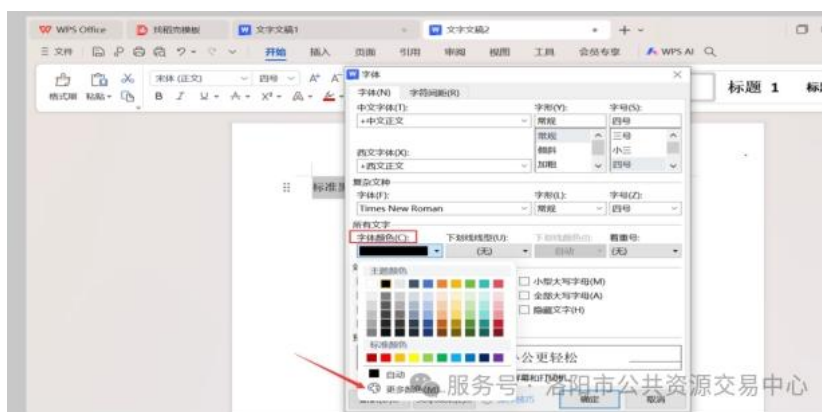 WPS Office
找稻壳模板
文字文稿1
文字文稿2
三 文件
开始 插入 页面 引用 审阅 视图 工具 会员专享 WPS AI
格式刷 粘贴 宋体 (正文) 四号
标题 1
字体
字体(N) 字符间距(R)
中文字体(T): 字形(Y): 字号(S):
+中文正文 常规 四号
常规 三号
倾斜 小三
西文字体(X):
+西文正文 加粗 四号
复杂文种
字体(F): 字形(L): 字号(Z):
Times New Roman 常规 四号
所有文字
字体颜色(C): 下划线线型(U): 下划线颜色(I): 着重号:
(无) 自动 (无)
主题颜色
小型大写字母(M)
全部大写字母(A)
隐藏文字(H)
标准颜色
公更轻松
自动
更多颜色(M)...
确定 取消
标准
服务号 · 洛阳市公共资源交易中心